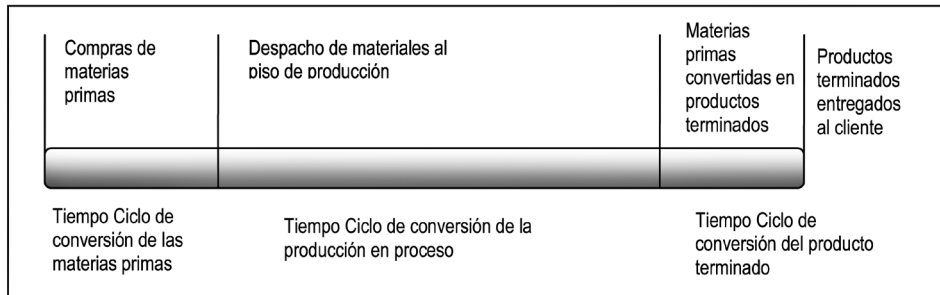 Compras de
materias
primas
Despacho de materiales al
piso de producción
Materias
primas
convertidas en
productos
terminados
Productos
terminados
entregados
al cliente
Tiempo Ciclo de
conversión de las
materias primas
Tiempo Ciclo de conversión de la
producción en proceso
Tiempo Ciclo de
conversión del producto
terminado